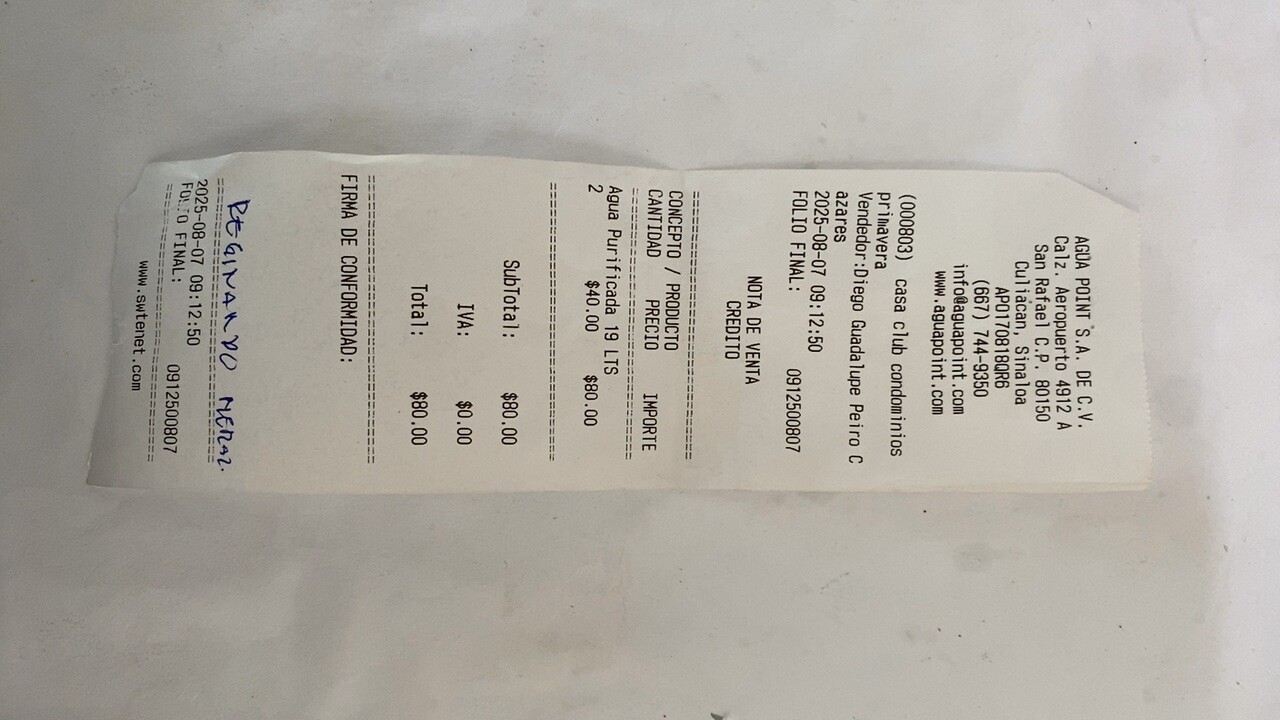 AGUA POINT S.A. DE C.V.
Calz. Aeropuerto 4912 A
San Rafael C.P. 80150
Culiacan, Sinaloa
APO170818QR6
(667) 744-9350
info@aguapoint.com
www.aguapoint.com
(000803) casa club condominios
primavera
Vendedor:Diego Guadalupe Peiro C
azares
2025-08-07 09:12:50
FOLIO FINAL: 0912500807
NOTA DE VENTA
CREDITO
================================
CONCEPTO / PRODUCTO
CANTIDAD PRECIO IMPORTE
================================
Agua Purificada 19 LTS
2 $40.00 $80.00
================================
SubTotal: $80.00
IVA: $0.00
Total: $80.00
================================
FIRMA DE CONFORMIDAD:
REGINALDO MERAZ.
================================
2025-08-07 09:12:50
FOLIO FINAL: 0912500807
================================
www.swtenet.com